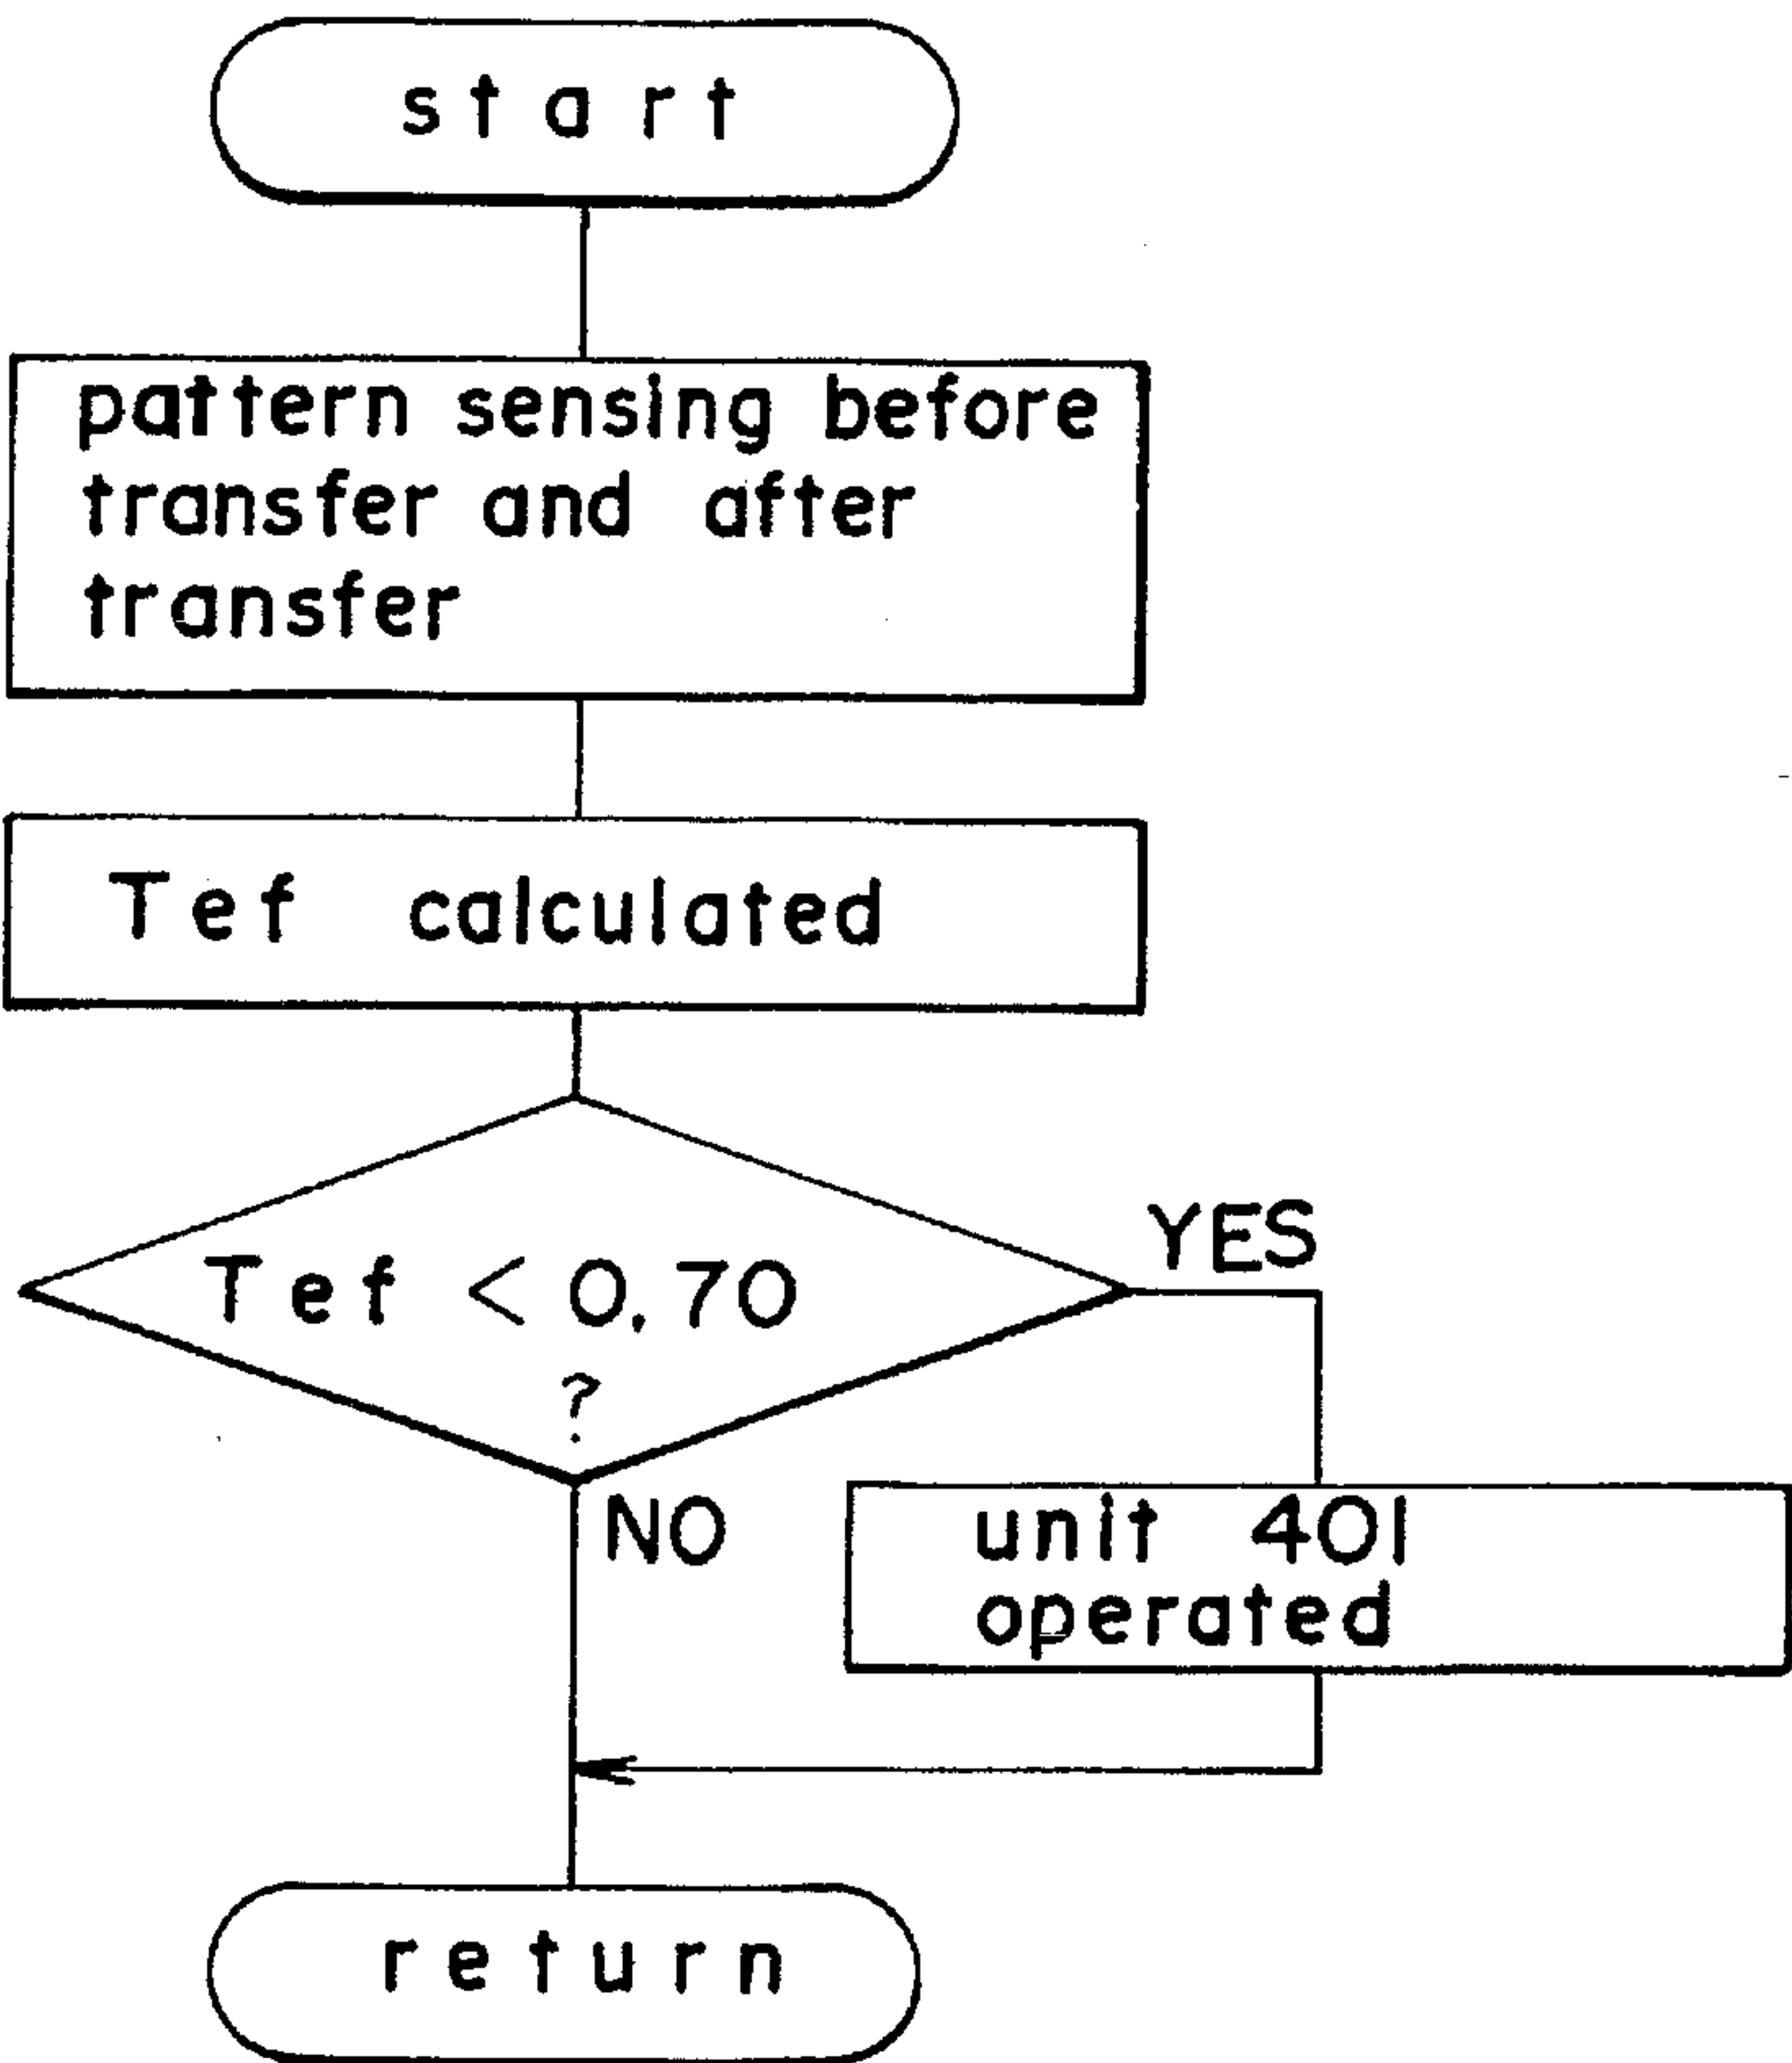 start
pattern sensing before
transfer and after
transfer
Tef calculated
Tef < 0,70
?
YES
NO
unit 401
operated
return